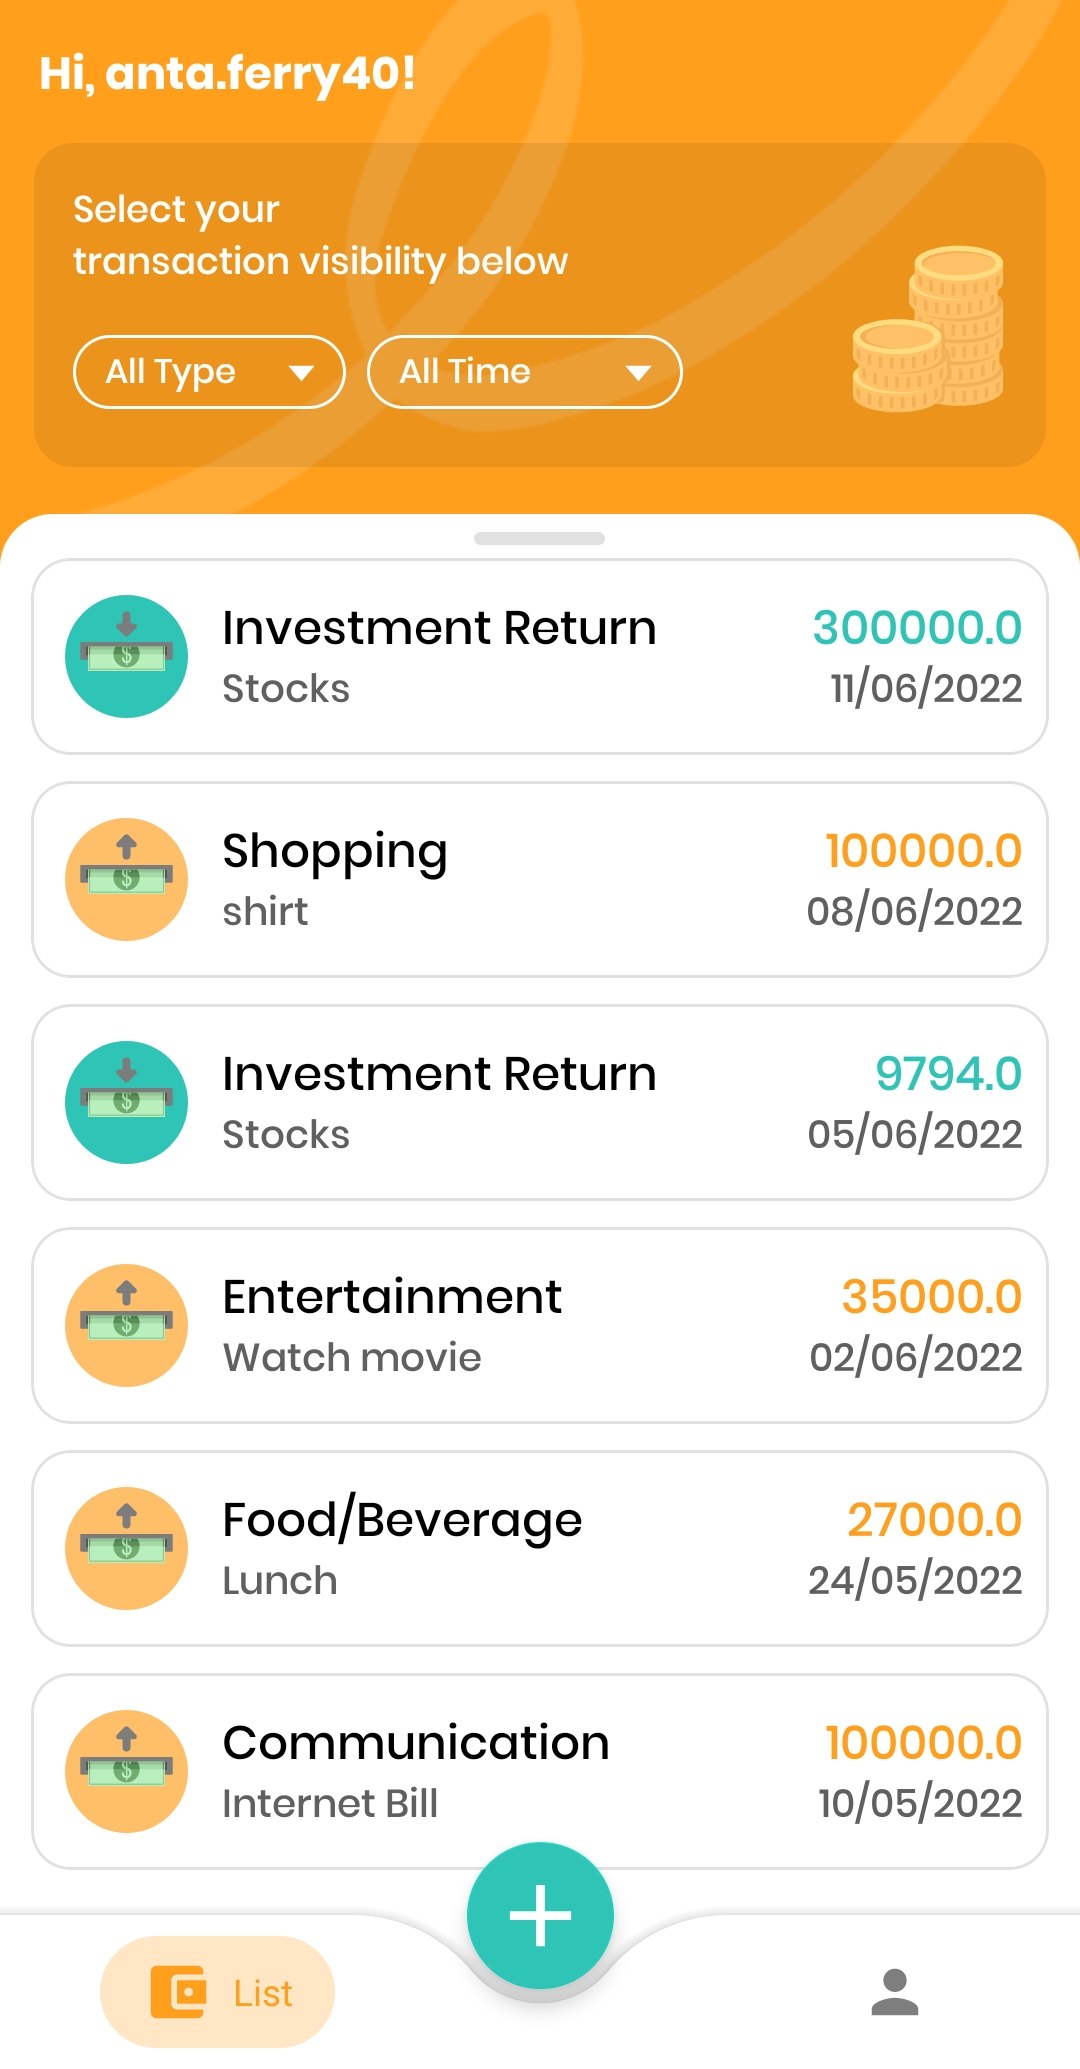 Hi, anta.ferry40!
Select your
transaction visibility below
All Type
All Time
Investment Return
300000.0
Stocks
11/06/2022
Shopping
100000.0
shirt
08/06/2022
Investment Return
9794.0
Stocks
05/06/2022
Entertainment
35000.0
Watch movie
02/06/2022
Food/Beverage
27000.0
Lunch
24/05/2022
Communication
100000.0
Internet Bill
10/05/2022
List